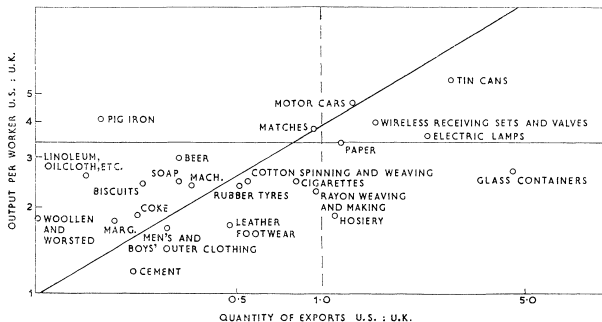 OUTPUT PER WORKER U.S. : U.K.
5
4
3
2
1
TIN CANS
MOTOR CARS
PIG IRON
WIRELESS RECEIVING SETS AND VALVES
MATCHES
ELECTRIC LAMPS
PAPER
LINOLEUM,
OILCLOTH, ETC.
BEER
SOAP
MACH.
COTTON SPINNING AND WEAVING
CIGARETTES
GLASS CONTAINERS
BISCUITS
RUBBER TYRES
RAYON WEAVING
AND MAKING
COKE
HOSIERY
WOOLLEN
AND
WORSTED
MARG.
LEATHER
FOOTWEAR
MEN'S AND
BOYS' OUTER CLOTHING
CEMENT
0.5
1.0
5.0
QUANTITY OF EXPORTS U.S. : U.K.